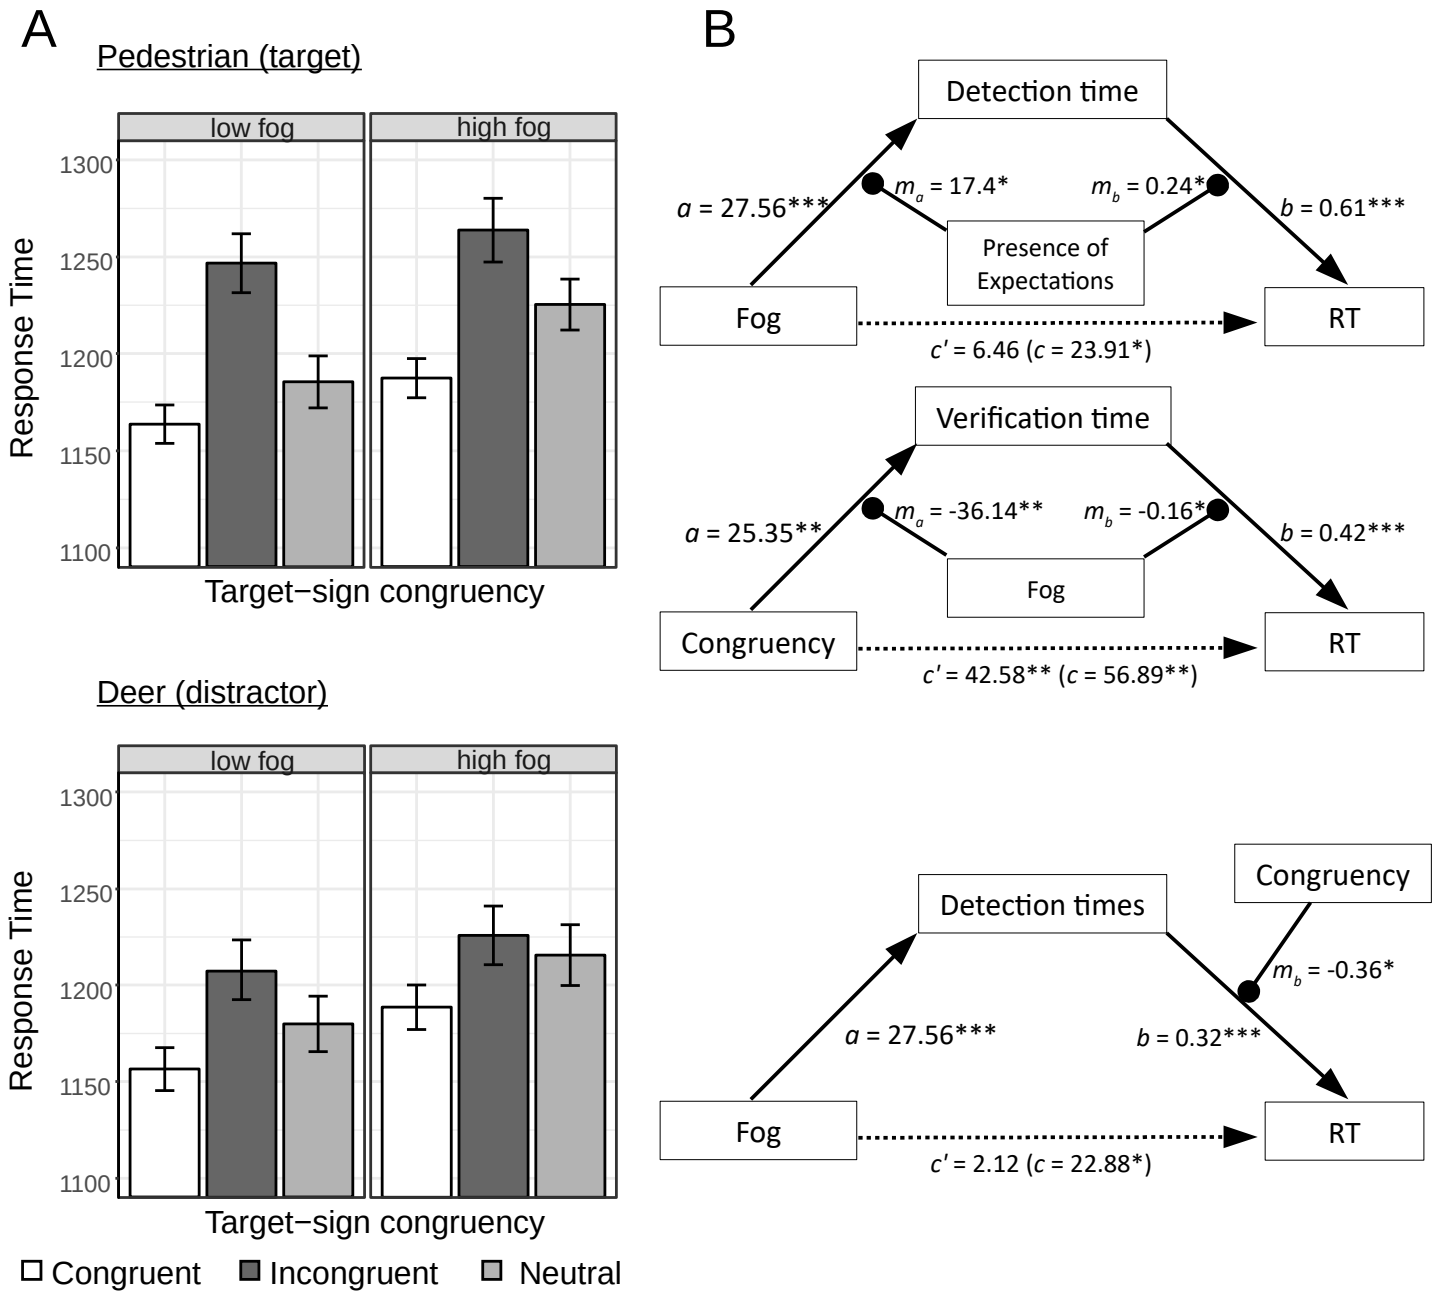 A
Pedestrian (target)
low fog
high fog
1300
1250
1200
1150
1100
Response Time
Target−sign congruency
Deer (distractor)
low fog
high fog
1300
1250
1200
1150
1100
Response Time
Target−sign congruency
Congruent
Incongruent
Neutral
B
Detection time
a = 27.56***
ma = 17.4*
mb = 0.24*
b = 0.61***
Presence of
Expectations
Fog
RT
c' = 6.46 (c = 23.91*)
Verification time
a = 25.35**
ma = -36.14**
mb = -0.16*
b = 0.42***
Fog
Congruency
RT
c' = 42.58** (c = 56.89**)
Congruency
Detection times
mb = -0.36*
a = 27.56***
b = 0.32***
Fog
RT
c' = 2.12 (c = 22.88*)